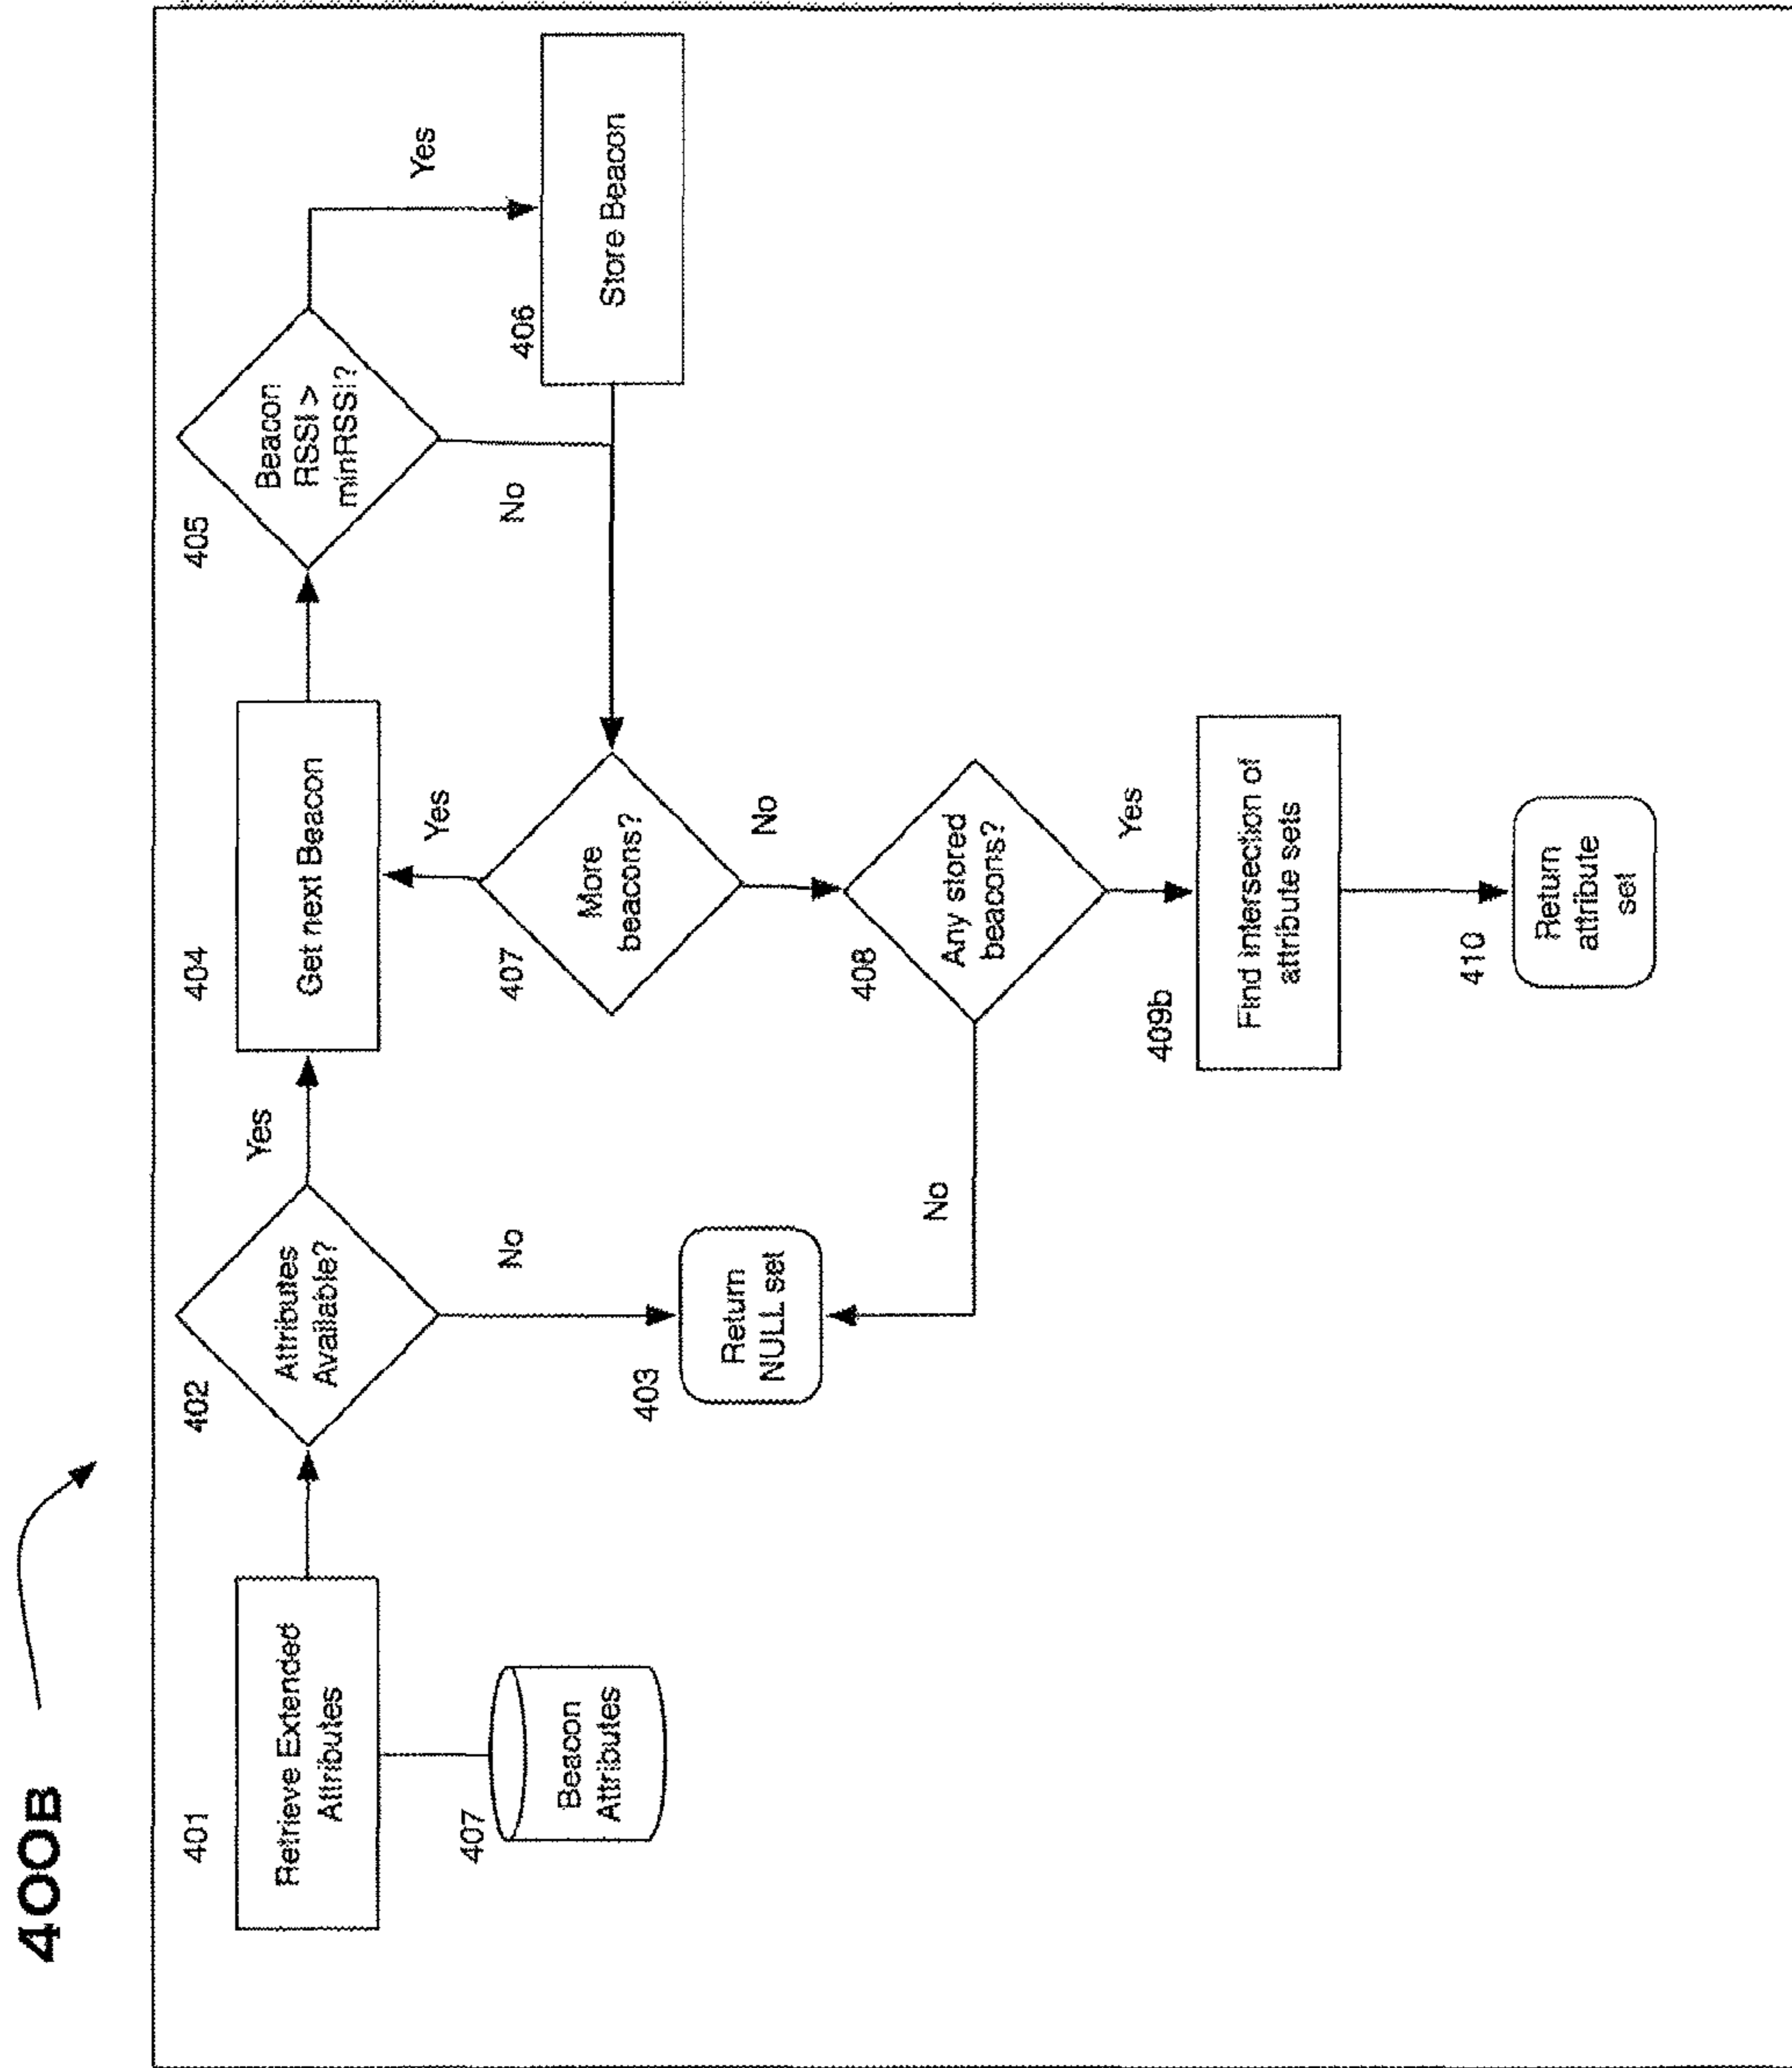 400B
401
Retrieve Extended
Attributes
407
Beacon
Attributes
402
Attributes
Available?
Yes
No
403
Return
NULL set
404
Get next Beacon
405
Beacon
RSSI >
minRSSI?
Yes
No
406
Store Beacon
407
More
beacons?
Yes
No
408
Any stored
beacons?
No
Yes
409b
Find intersection of
attribute sets
410
Return
attribute
set